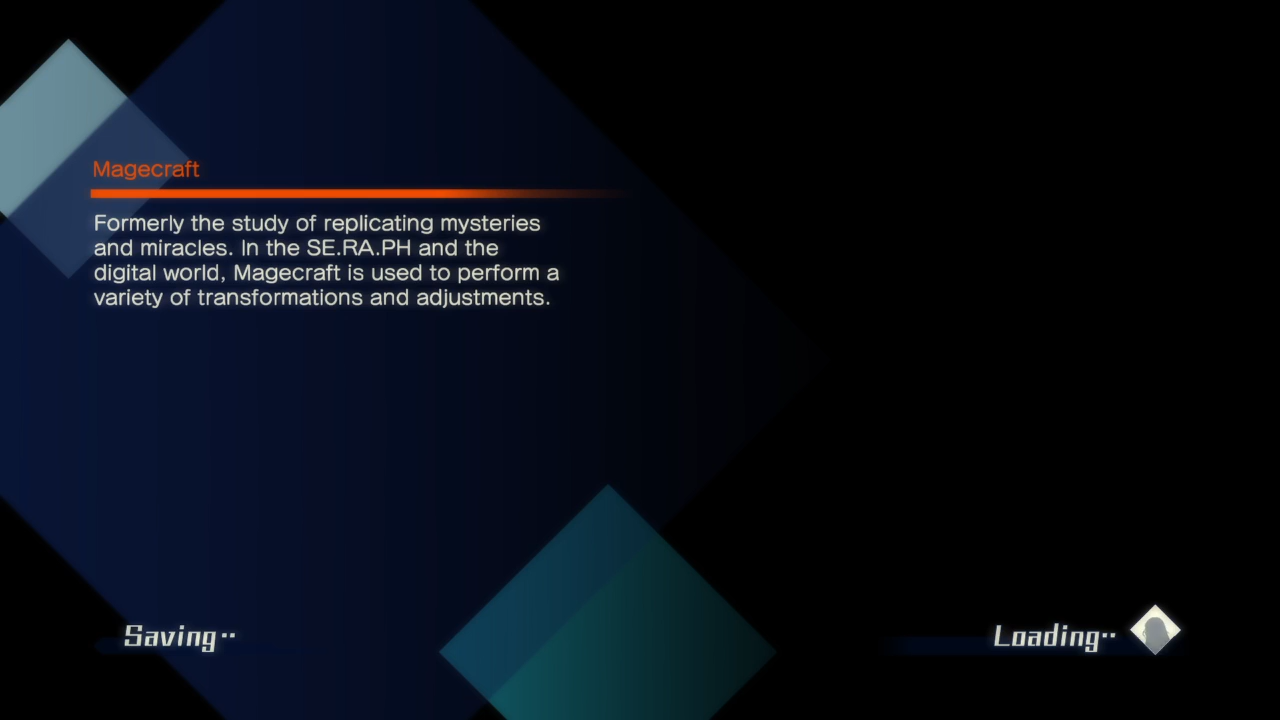 Magecraft
Formerly the study of replicating mysteries
and miracles. In the SE.RA.PH and the
digital world, Magecraft is used to perform a
variety of transformations and adjustments.
Saving··
Loading··